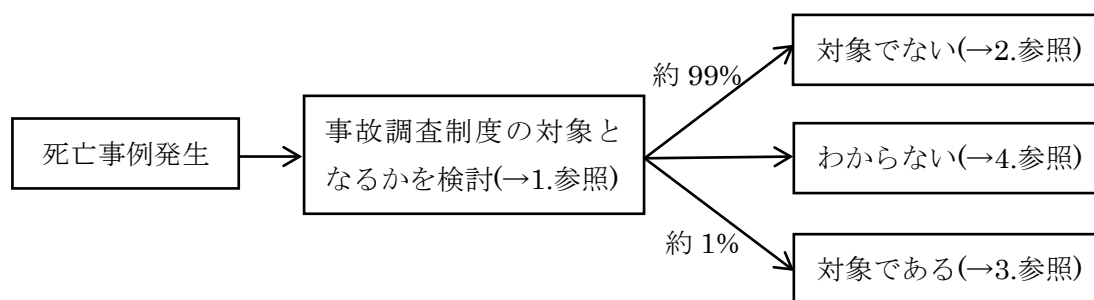 死亡事例発生
事故調査制度の対象と
なるかを検討(→1.参照)
約 99%
対象でない(→2.参照)
わからない(→4.参照)
約 1%
対象である(→3.参照)